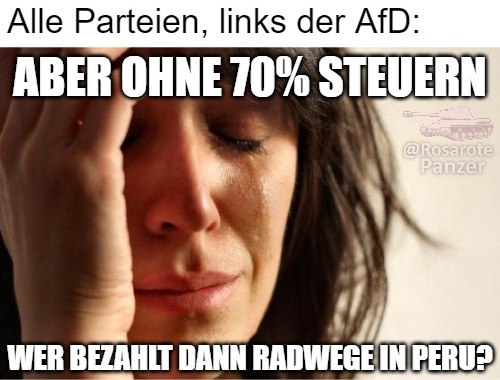 Alle Parteien, links der AfD:
ABER OHNE 70% STEUERN
@Rosarote
Panzer
WER BEZAHLT DANN RADWEGE IN PERU?